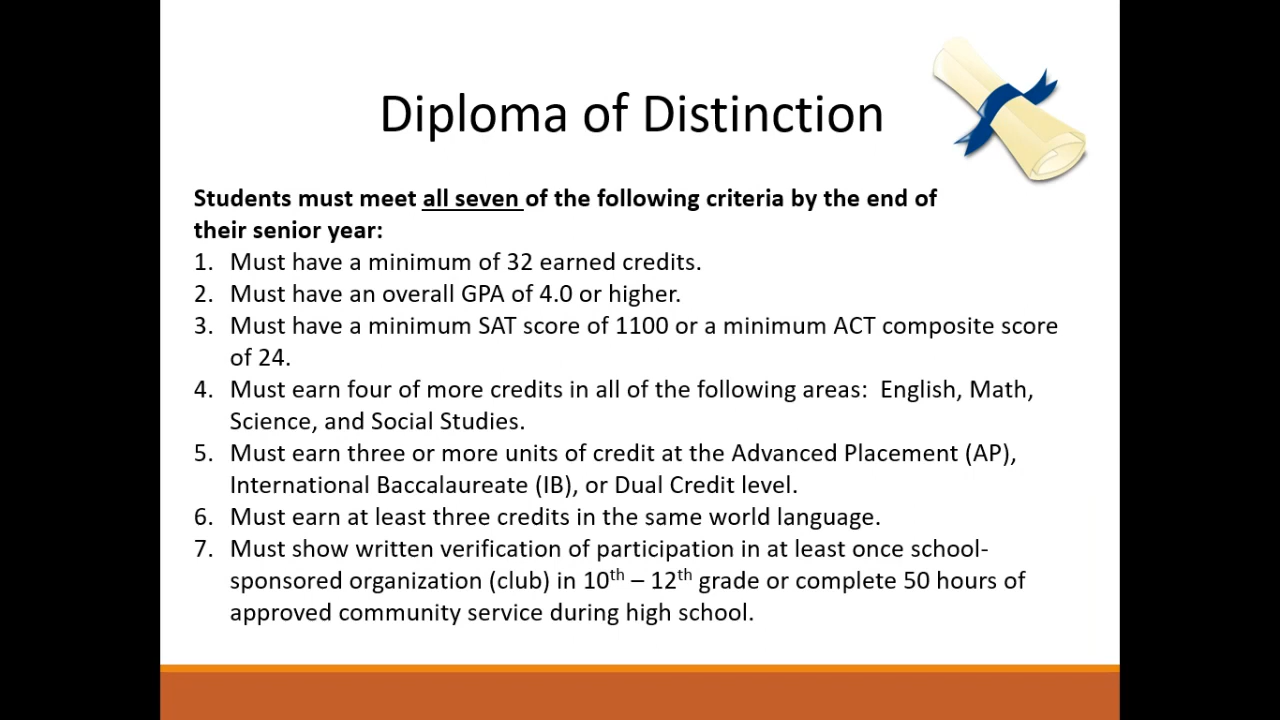 Diploma of Distinction
Students must meet all seven of the following criteria by the end of
their senior year:
1. Must have a minimum of 32 earned credits.
2. Must have an overall GPA of 4.0 or higher.
3. Must have a minimum SAT score of 1100 or a minimum ACT composite score
of 24.
4. Must earn four of more credits in all of the following areas:  English, Math,
Science, and Social Studies.
5. Must earn three or more units of credit at the Advanced Placement (AP),
International Baccalaureate (IB), or Dual Credit level.
6. Must earn at least three credits in the same world language.
7. Must show written verification of participation in at least once school-
sponsored organization (club) in 10th – 12th grade or complete 50 hours of
approved community service during high school.